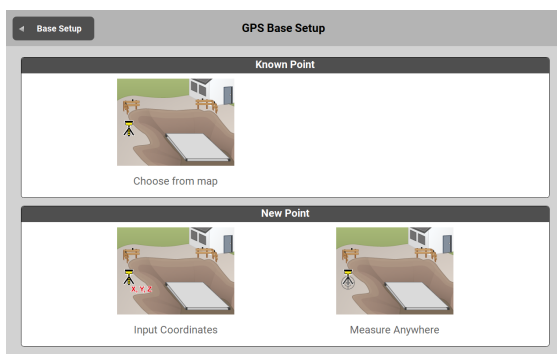 Base Setup
GPS Base Setup
Known Point
Choose from map
New Point
X, Y, Z
Input Coordinates
Measure Anywhere